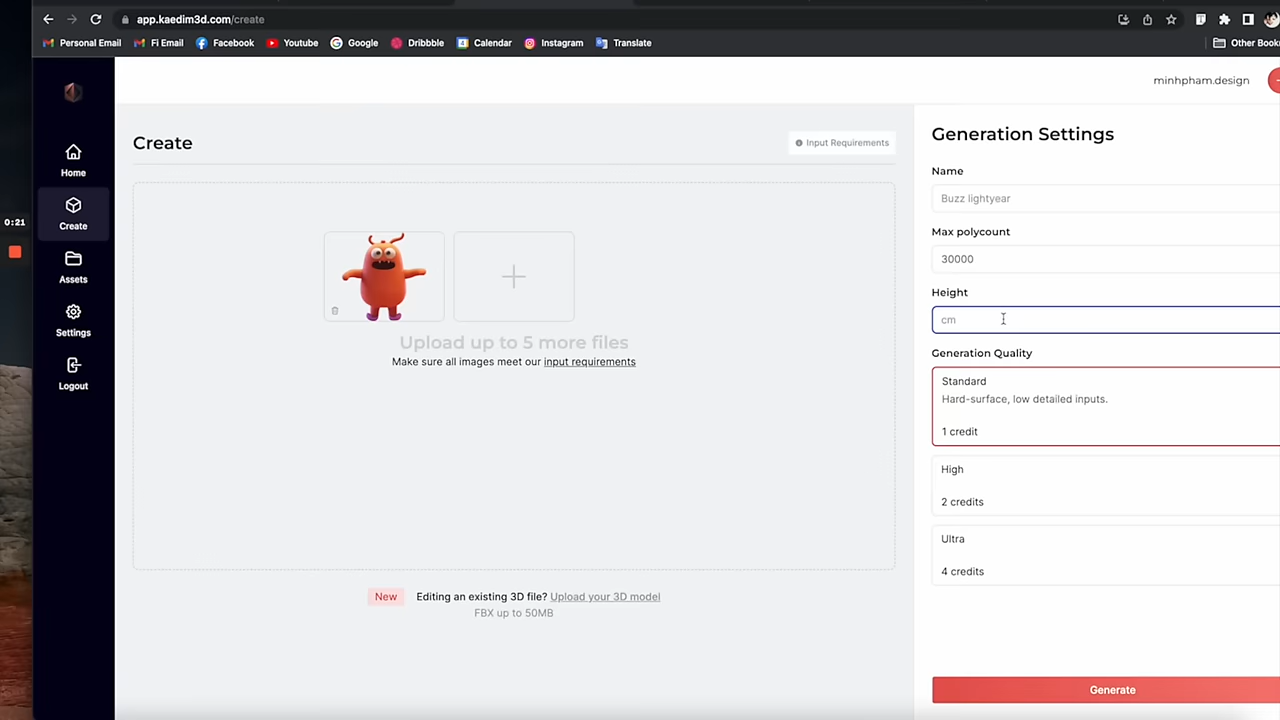 app.kaedim3d.com/create
Personal Email Fi Email Facebook Youtube Google Dribbble Calendar Instagram Translate Other Book
minhpham.design
0:21
Home
Create
Assets
Settings
Logout
Create
Input Requirements
Upload up to 5 more files
Make sure all images meet our input requirements
New Editing an existing 3D file? Upload your 3D model
FBX up to 50MB
Generation Settings
Name
Buzz lightyear
Max polycount
30000
Height
cm
Generation Quality
Standard
Hard-surface, low detailed inputs.
1 credit
High
2 credits
Ultra
4 credits
Generate